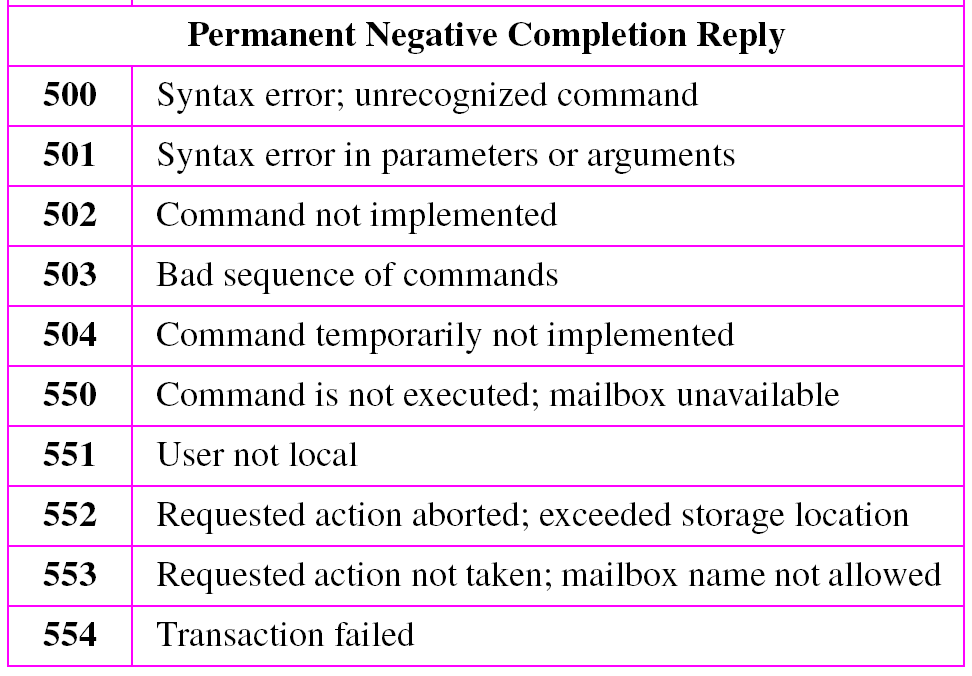 Permanent Negative Completion Reply
500 Syntax error; unrecognized command
501 Syntax error in parameters or arguments
502 Command not implemented
503 Bad sequence of commands
504 Command temporarily not implemented
550 Command is not executed; mailbox unavailable
551 User not local
552 Requested action aborted; exceeded storage location
553 Requested action not taken; mailbox name not allowed
554 Transaction failed